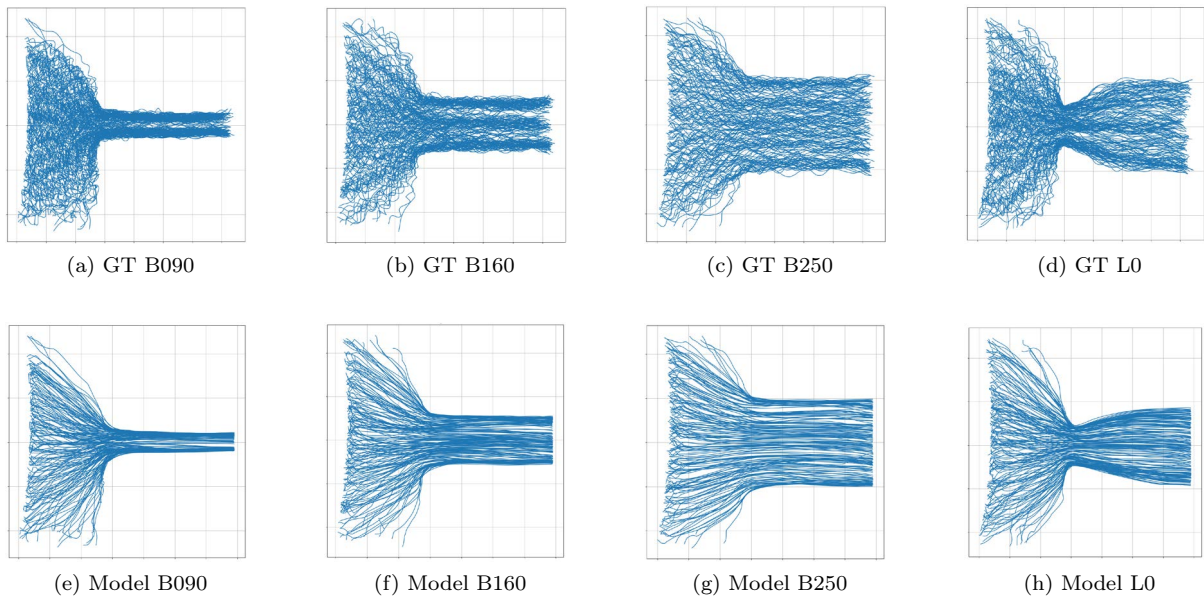 (a) GT B090
(b) GT B160
(c) GT B250
(d) GT L0
(e) Model B090
(f) Model B160
(g) Model B250
(h) Model L0